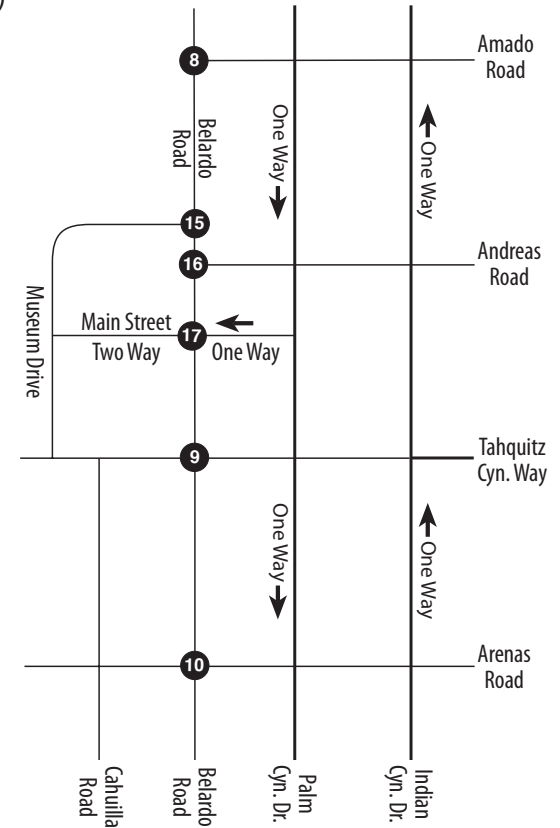 )
8
Amado
Road
Belardo
Road
One Way
One Way
15
16
Andreas
Road
Museum Drive
Main Street
17
Two Way
One Way
9
Tahquitz
Cyn. Way
One Way
One Way
10
Arenas
Road
Cahuilla
Road
Belardo
Road
Palm
Cyn. Dr.
Indian
Cyn. Dr.